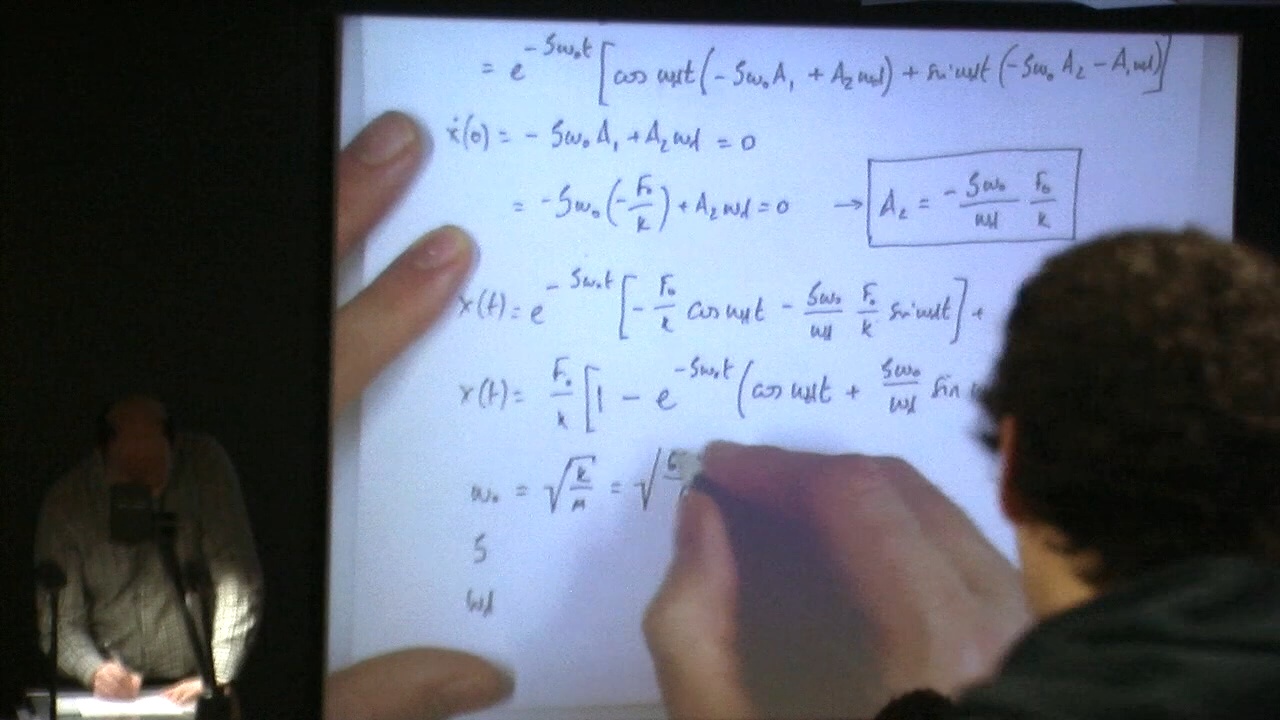 = e^{-ζω₀t} [cos ωdt (-ζω₀A₁ + A₂ωd) + sin ωdt (-ζω₀A₂ - A₁ωd)]
ẋ(0) = -ζω₀A₁ + A₂ωd = 0
= -ζω₀(-F₀/k) + A₂ωd = 0 → A₂ = -ζω₀/ωd F₀/k
x(t) = e^{-ζω₀t} [-F₀/k cos ωdt - ζω₀/ωd F₀/k sin ωdt] +
x(t) = F₀/k [1 - e^{-ζω₀t} (cos ωdt + ζω₀/ωd sin
ω₀ = √(k/m) = √
ζ
ωd